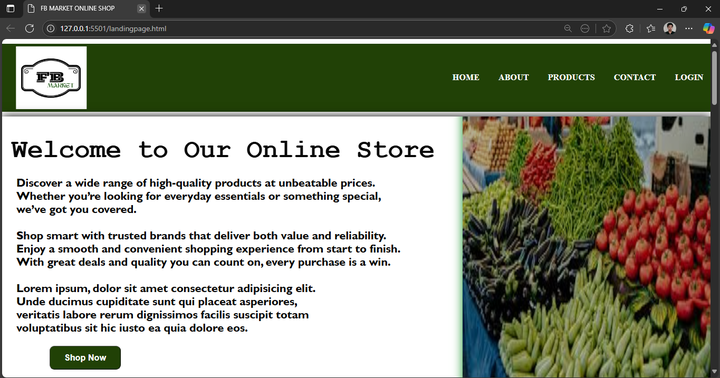 FB MARKET ONLINE SHOP
127.0.0.1:5501/landingpage.html
FB
MARKET
HOME ABOUT PRODUCTS CONTACT LOGIN
Welcome to Our Online Store
Discover a wide range of high-quality products at unbeatable prices.
Whether you're looking for everyday essentials or something special,
we've got you covered.
Shop smart with trusted brands that deliver both value and reliability.
Enjoy a smooth and convenient shopping experience from start to finish.
With great deals and quality you can count on, every purchase is a win.
Lorem ipsum, dolor sit amet consectetur adipisicing elit.
Unde ducimus cupiditate sunt qui placeat asperiores,
veritatis labore rerum dignissimos facilis suscipit totam
voluptatibus sit hic iusto ea quia dolore eos.
Shop Now